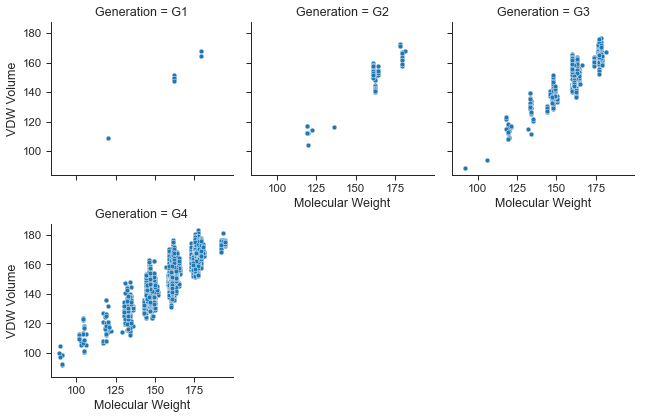 Generation = G1
Generation = G2
Generation = G3
VDW Volume
180
160
140
120
100
100 125 150 175
Molecular Weight
100 125 150 175
Molecular Weight
Generation = G4
VDW Volume
180
160
140
120
100
100 125 150 175
Molecular Weight